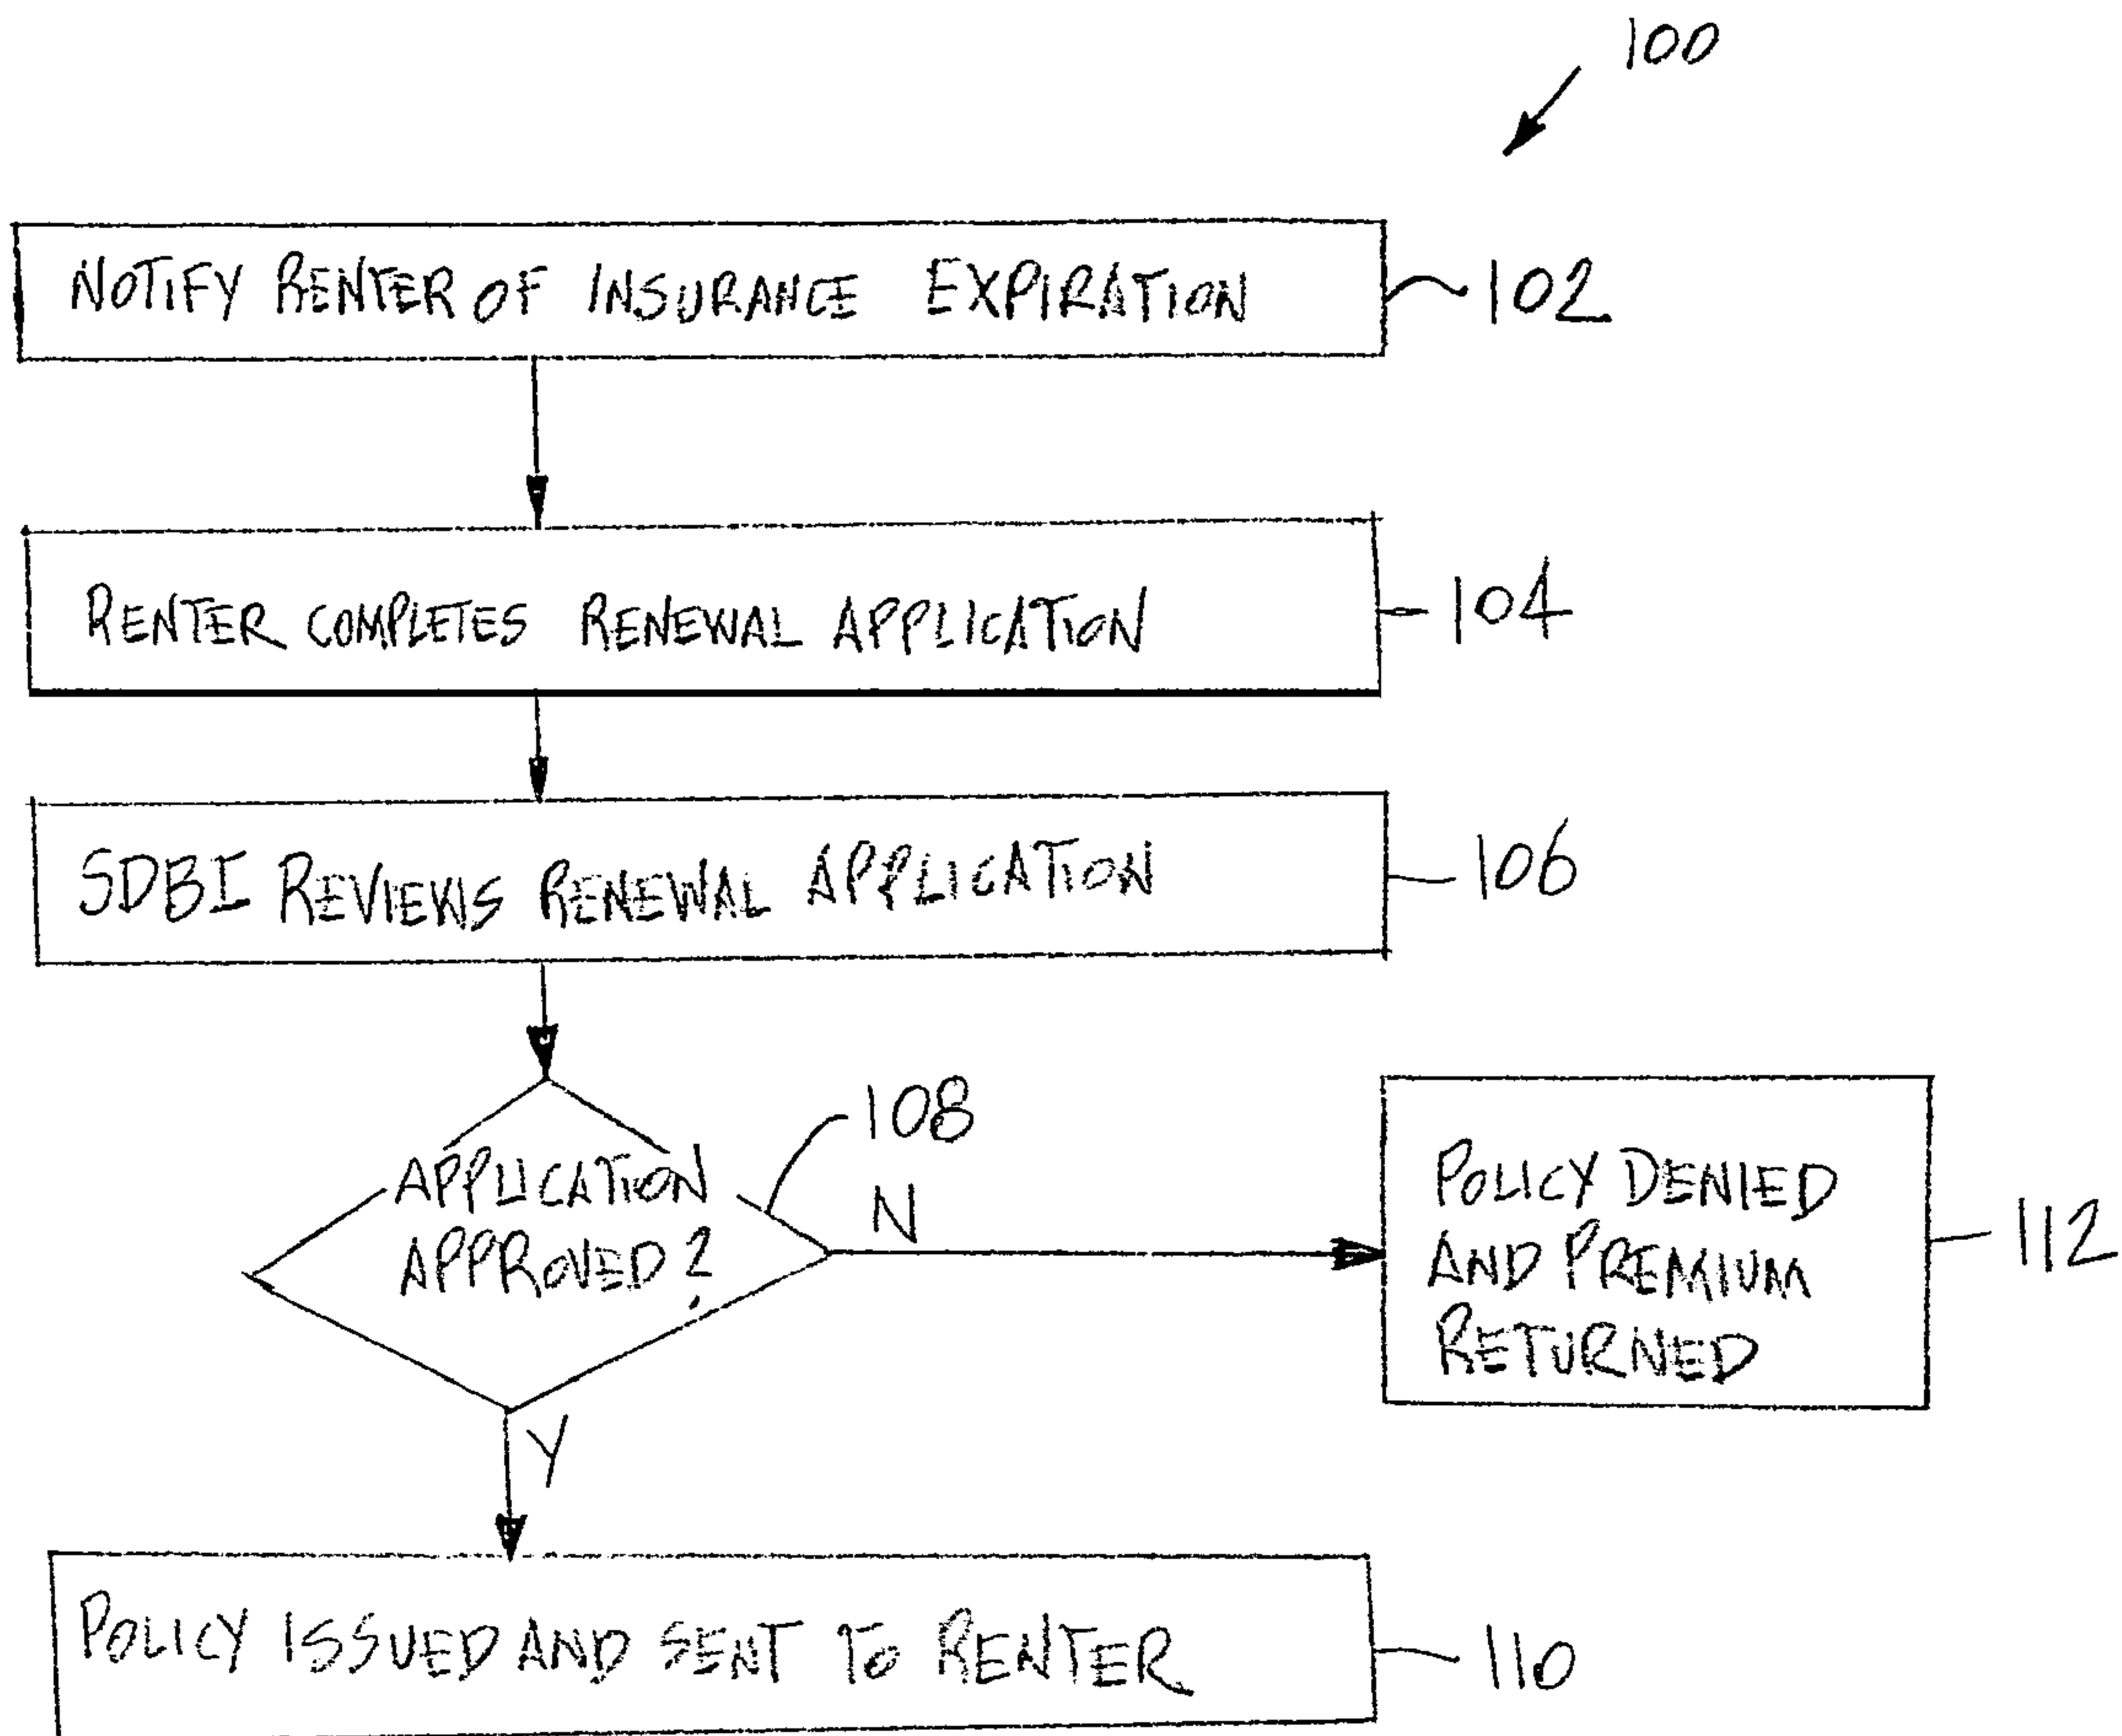 100
NOTIFY RENTER OF INSURANCE EXPIRATION
102
RENTER COMPLETES RENEWAL APPLICATION
104
SDBI REVIEWS RENEWAL APPLICATION
106
108
APPLICATION
APPROVED?
N
POLICY DENIED
AND PREMIUM
RETURNED
112
Y
POLICY ISSUED AND SENT TO RENTER
110